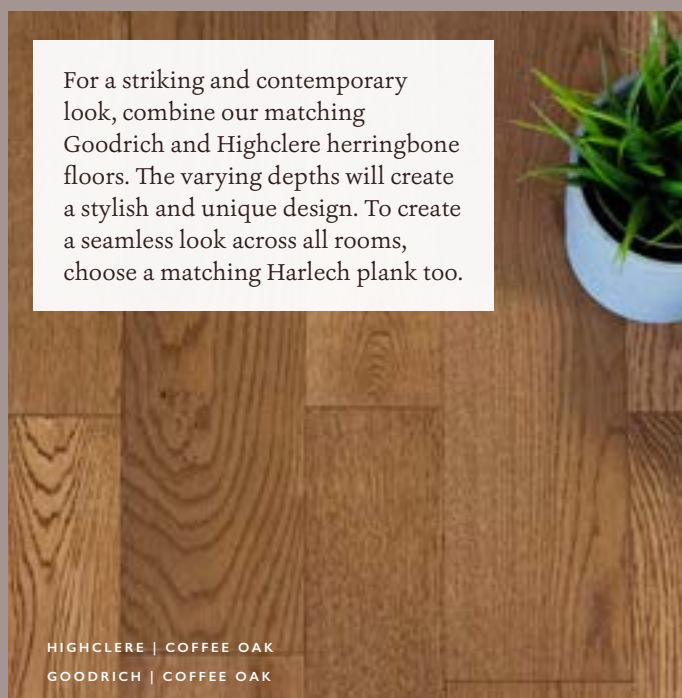 For a striking and contemporary
look, combine our matching
Goodrich and Highclere herringbone
floors. The varying depths will create
a stylish and unique design. To create
a seamless look across all rooms,
choose a matching Harlech plank too.
HIGHCLERE | COFFEE OAK
GOODRICH | COFFEE OAK